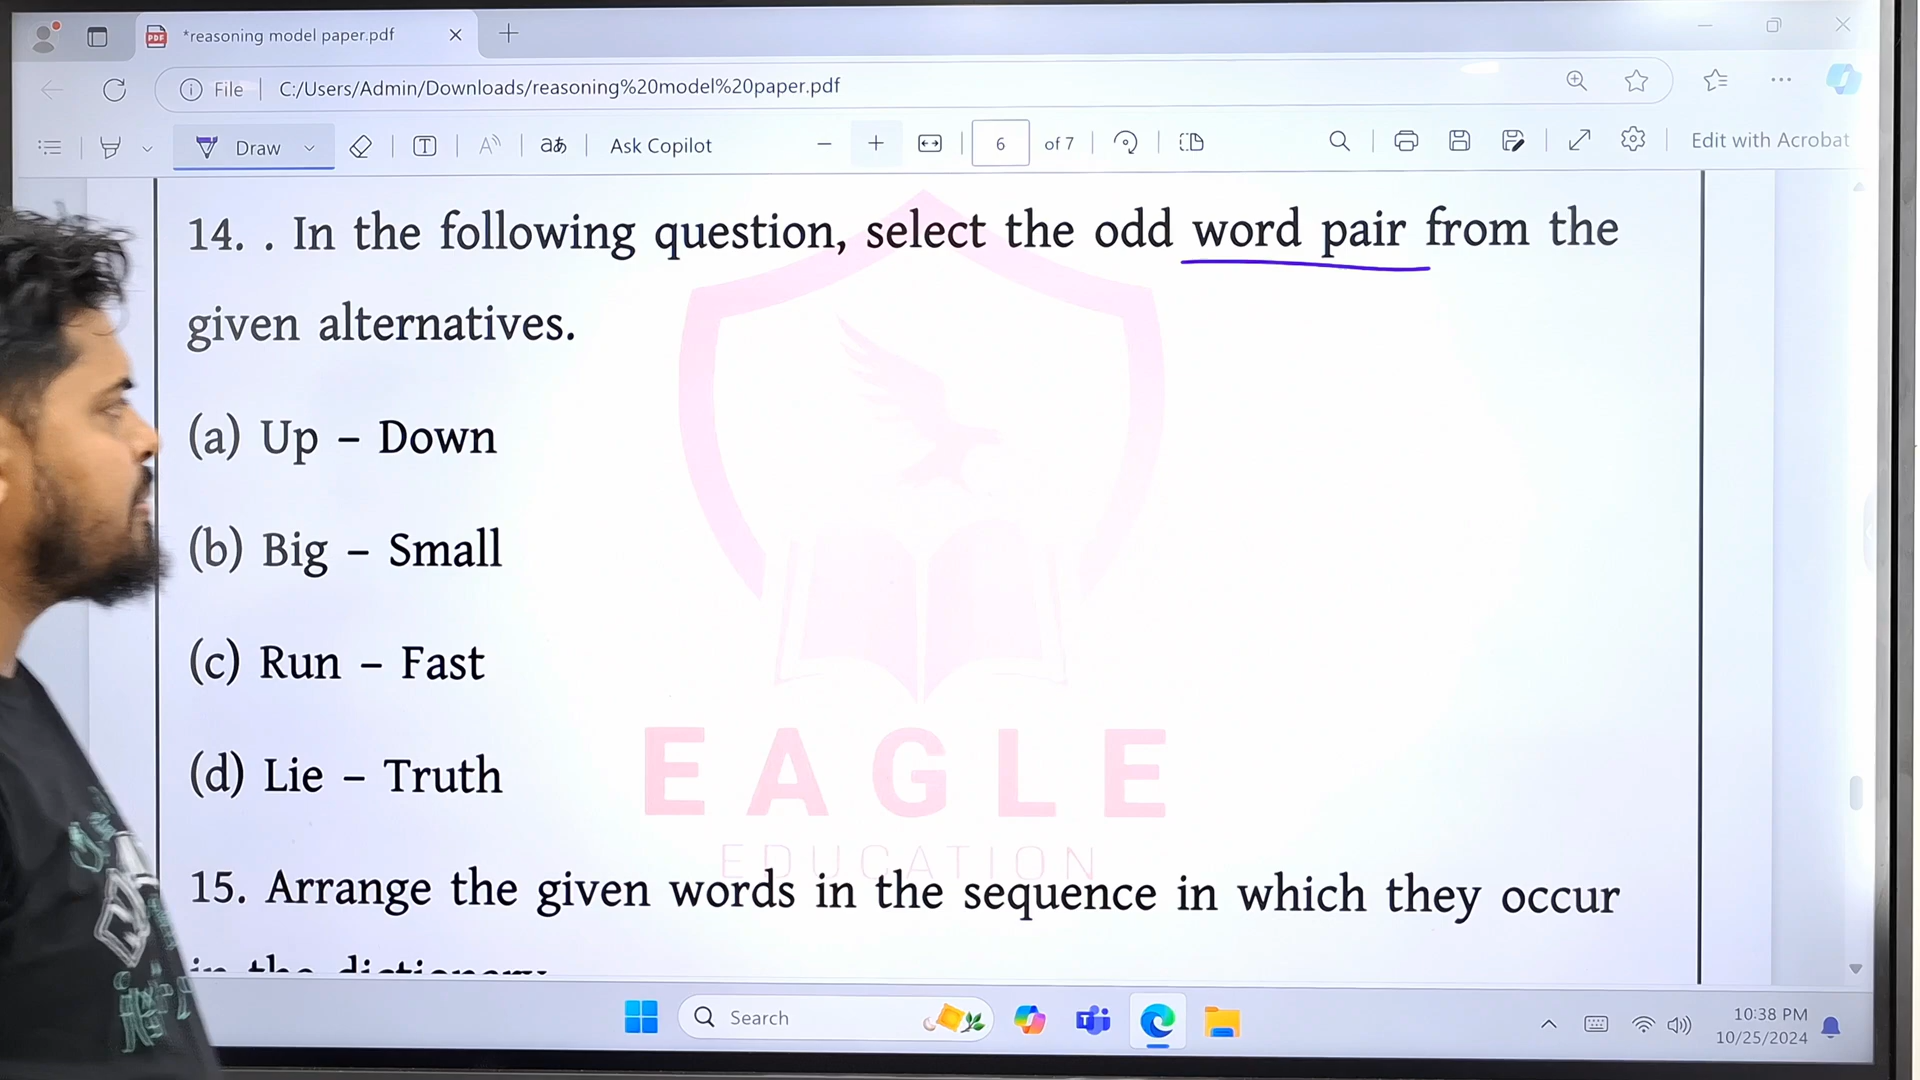 *reasoning model paper.pdf
File | C:/Users/Admin/Downloads/reasoning%20model%20paper.pdf
Draw
Ask Copilot
6 of 7
Edit with Acrobat
14. . In the following question, select the odd word pair from the
given alternatives.
(a) Up – Down
(b) Big – Small
(c) Run – Fast
(d) Lie – Truth
EAGLE
EDUCATION
15. Arrange the given words in the sequence in which they occur
in the dictionary
Search
10:38 PM
10/25/2024